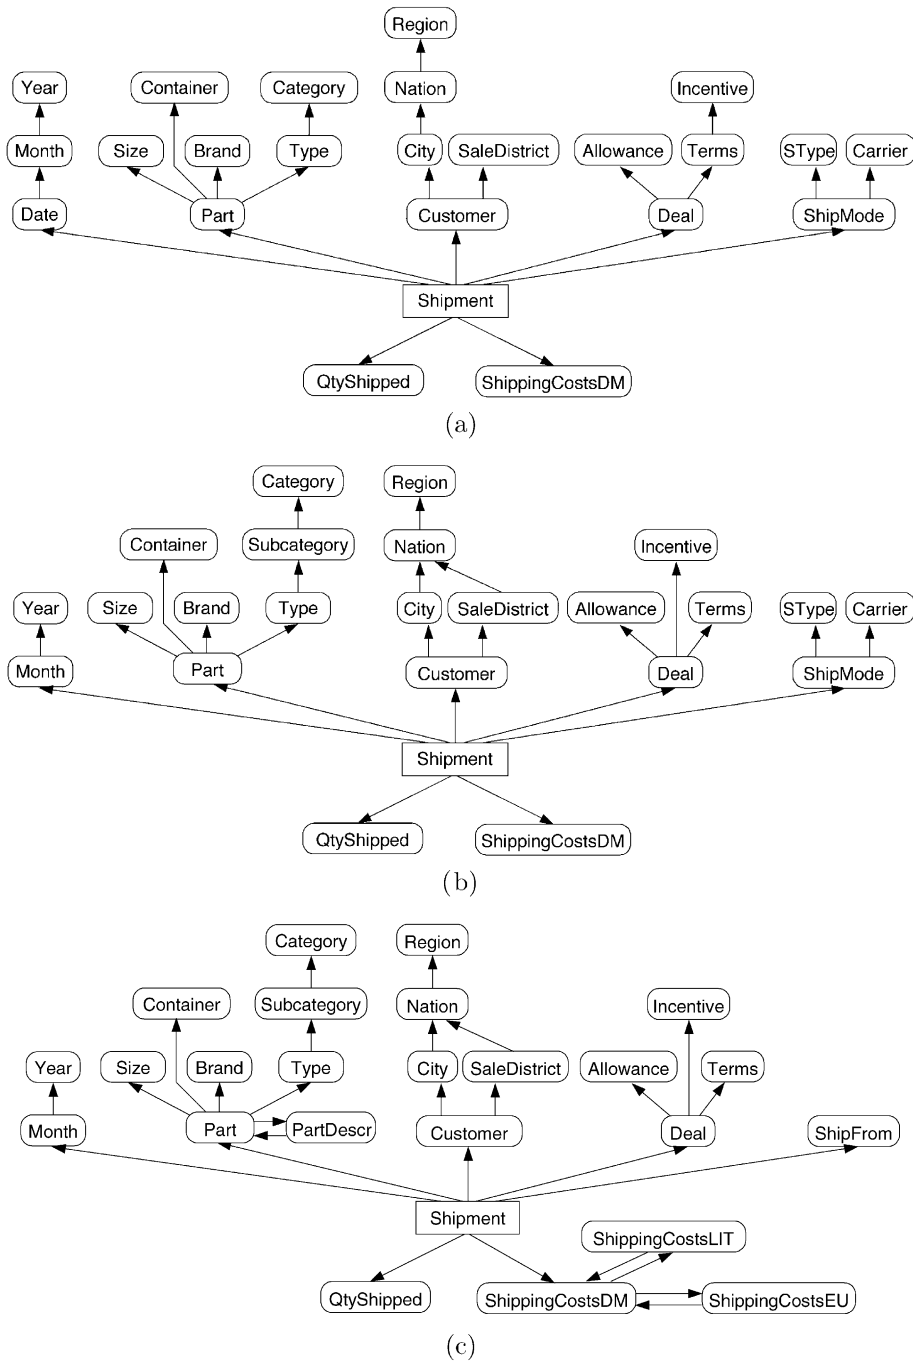 Region
Year Container Category Nation Incentive
Month Size Brand Type City SaleDistrict Allowance Terms SType Carrier
Date Part Customer Deal ShipMode
Shipment
QtyShipped ShippingCostsDM
(a)
Category Region
Container Subcategory Nation Incentive
Year Size Brand Type City SaleDistrict Allowance Terms SType Carrier
Month Part Customer Deal ShipMode
Shipment
QtyShipped ShippingCostsDM
(b)
Category Region
Container Subcategory Nation Incentive
Year Size Brand Type City SaleDistrict Allowance Terms
Month Part PartDescr Customer Deal ShipFrom
Shipment
ShippingCostsLIT
QtyShipped ShippingCostsDM ShippingCostsEU
(c)